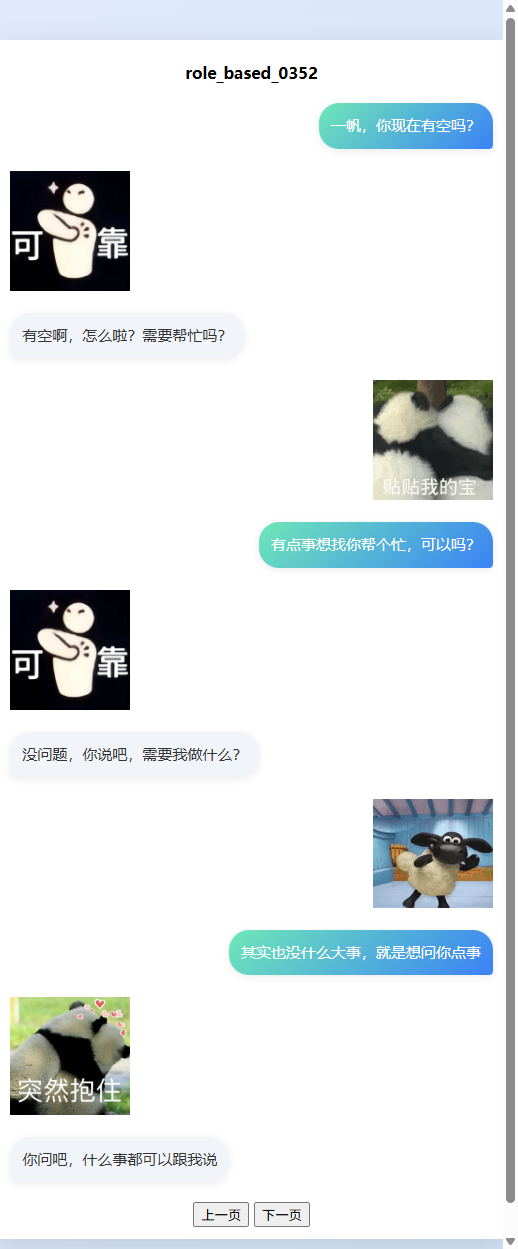 role_based_0352
一帆，你现在有空吗？
可靠
有空啊，怎么啦？需要帮忙吗？
贴贴我的宝
有点事想找你帮个忙，可以吗？
可靠
没问题，你说吧，需要我做什么？
其实也没什么大事，就是想问你点事
突然抱住
你问吧，什么事都可以跟我说
上一页 下一页